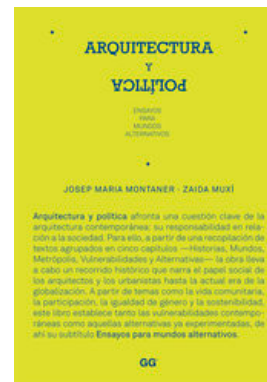 ARQUITECTURA
Y
POLÍTICA
ENSAYOS
PARA
MUNDOS
ALTERNATIVOS
JOSEP MARIA MONTANER · ZAIDA MUXÍ
Arquitectura y política afronta una cuestión clave de la
arquitectura contemporánea: su responsabilidad en rela-
ción a la sociedad. Para ello, a partir de una recopilación de
textos agrupados en cinco capítulos —Historias, Mundos,
Metrópolis, Vulnerabilidades y Alternativas— la obra lleva
a cabo un recorrido histórico que narra el papel social de
los arquitectos y los urbanistas hasta la actual era de la
globalización. A partir de temas como la vida comunitaria,
la participación, la igualdad de género y la sostenibilidad,
este libro establece tanto las vulnerabilidades contempo-
ráneas como aquellas alternativas ya experimentadas, de
ahí su subtítulo Ensayos para mundos alternativos.
GG®